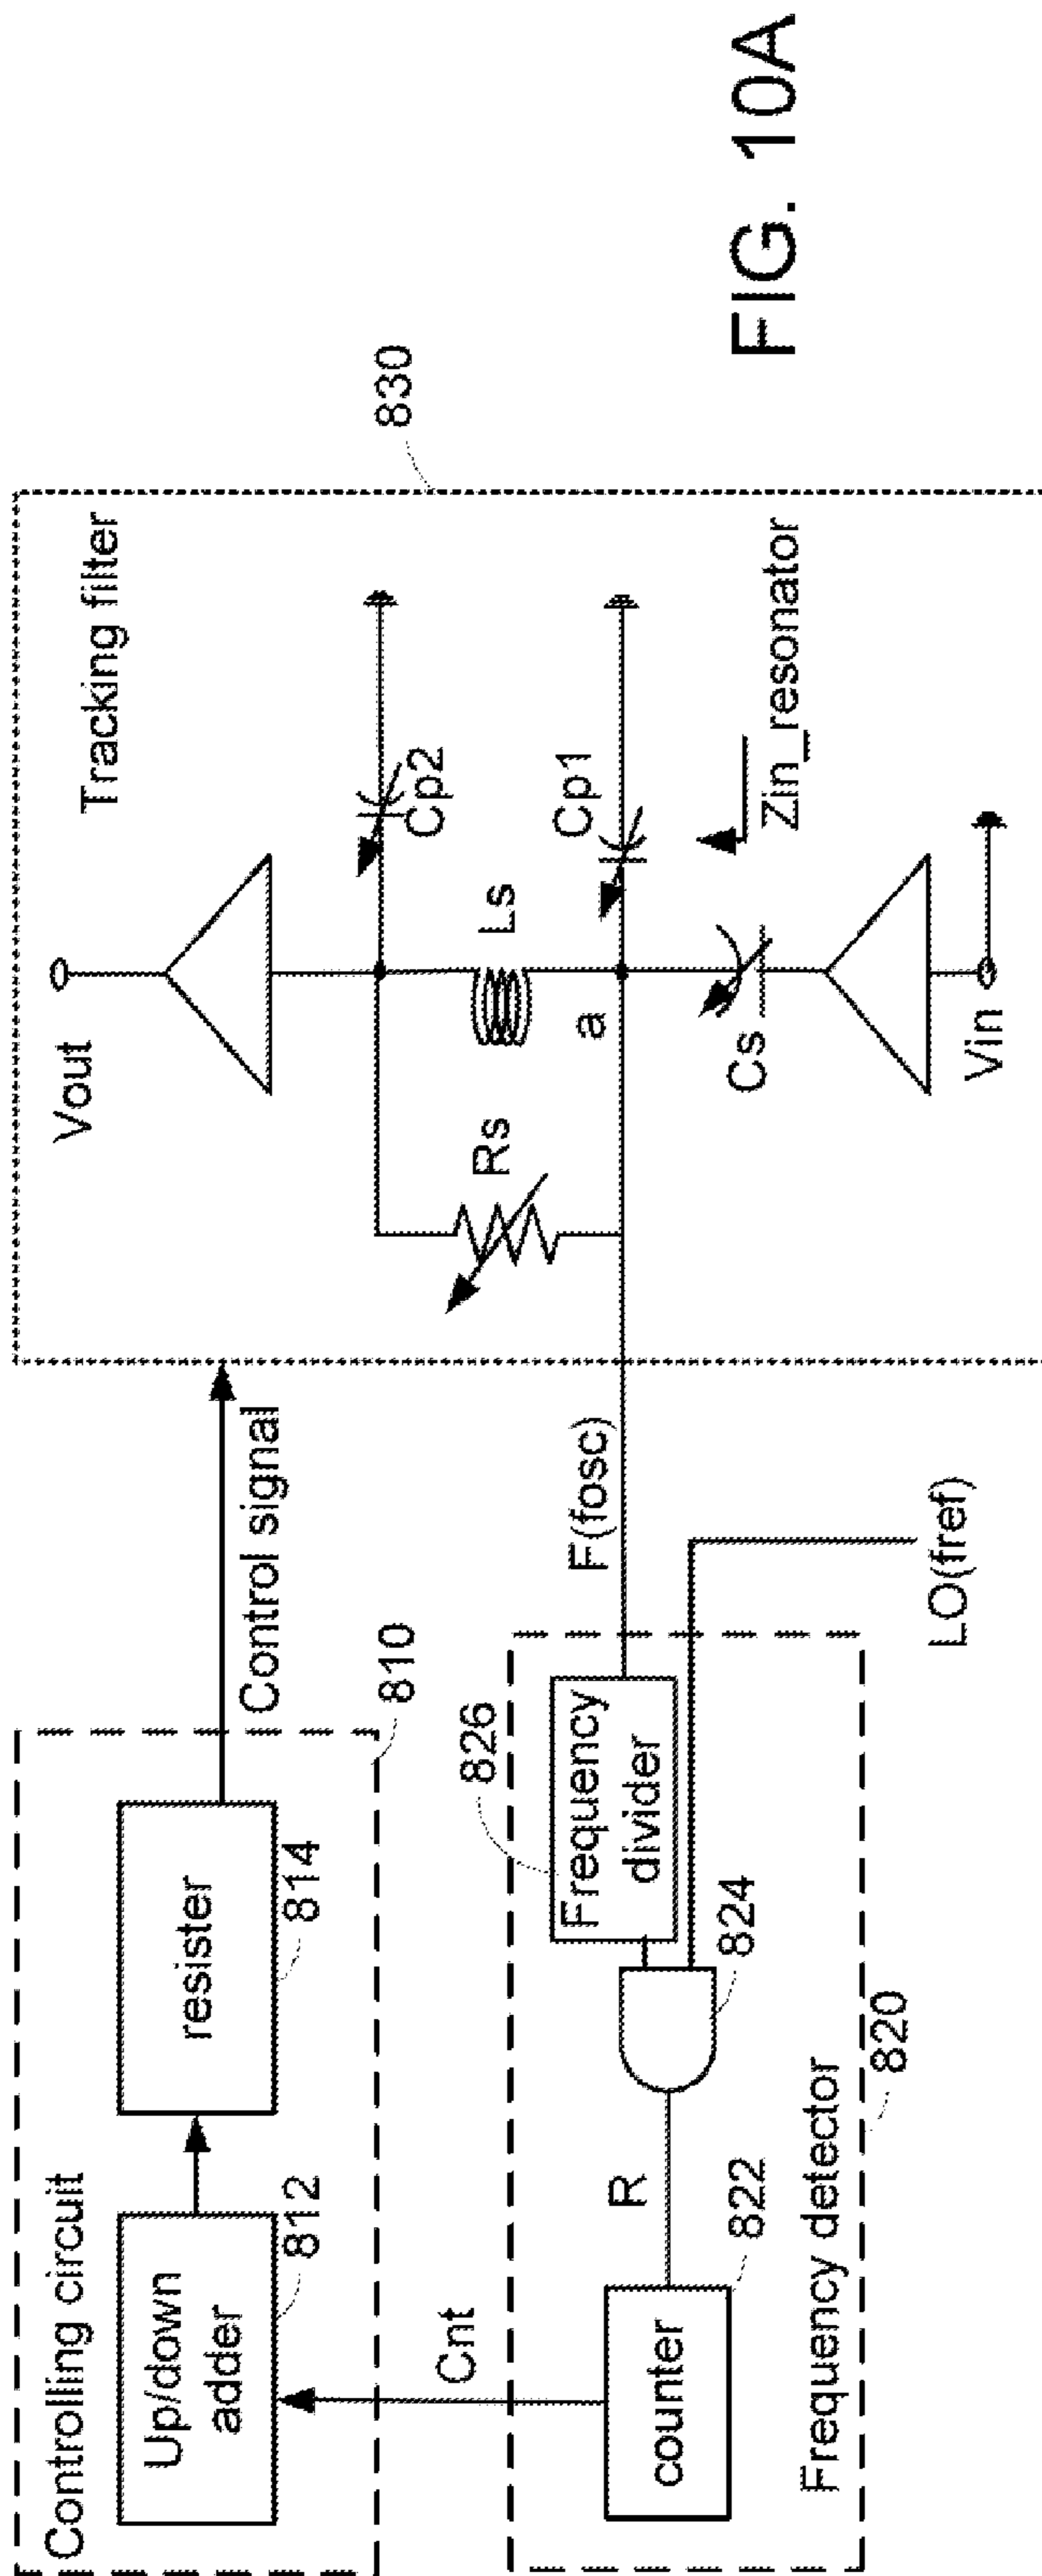 Controlling circuit
Up/down
adder
812
resister
814
810
Control signal
Cnt
counter
822
R
824
Frequency
divider
826
Frequency detector
820
F(fosc)
LO(fref)
Tracking filter
830
Vout
Rs
Ls
a
Cp2
Cp1
Cs
Zin_resonator
Vin
FIG. 10A